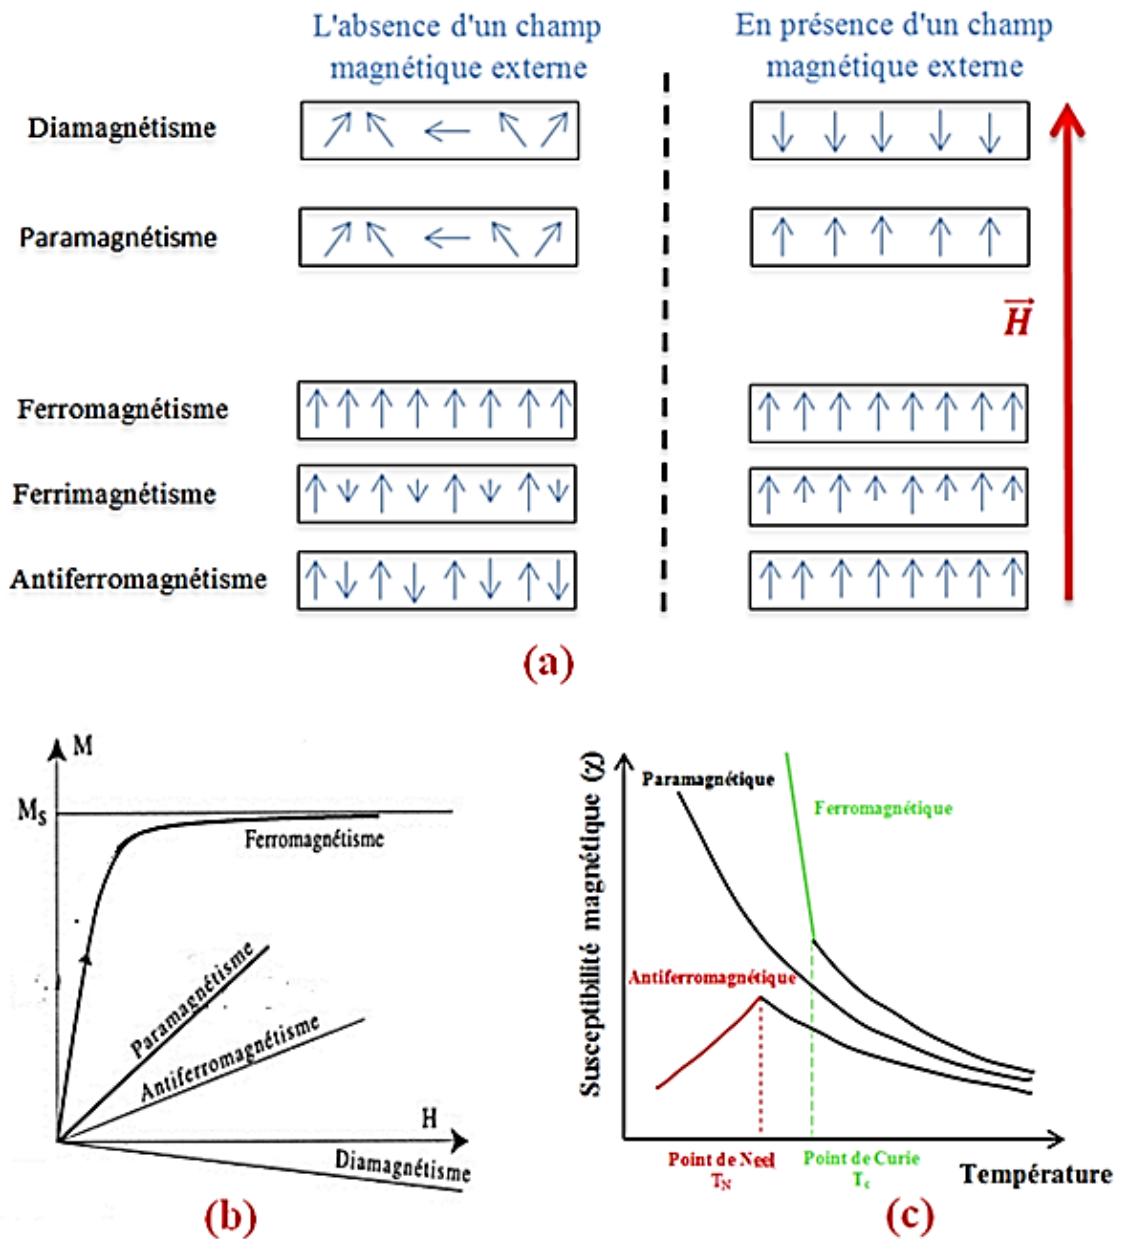 L'absence d'un champ
magnétique externe
En présence d'un champ
magnétique externe
Diamagnétisme
Paramagnétisme
H
Ferromagnétisme
Ferrimagnétisme
Antiferromagnétisme
(a)
M
Ms
Ferromagnétisme
Paramagnétisme
Antiferromagnétisme
H
Diamagnétisme
(b)
Susceptibilité magnétique (χ)
Paramagnétique
Ferromagnétique
Antiferromagnétique
Point de Neel
TN
Point de Curie
Tc
Température
(c)